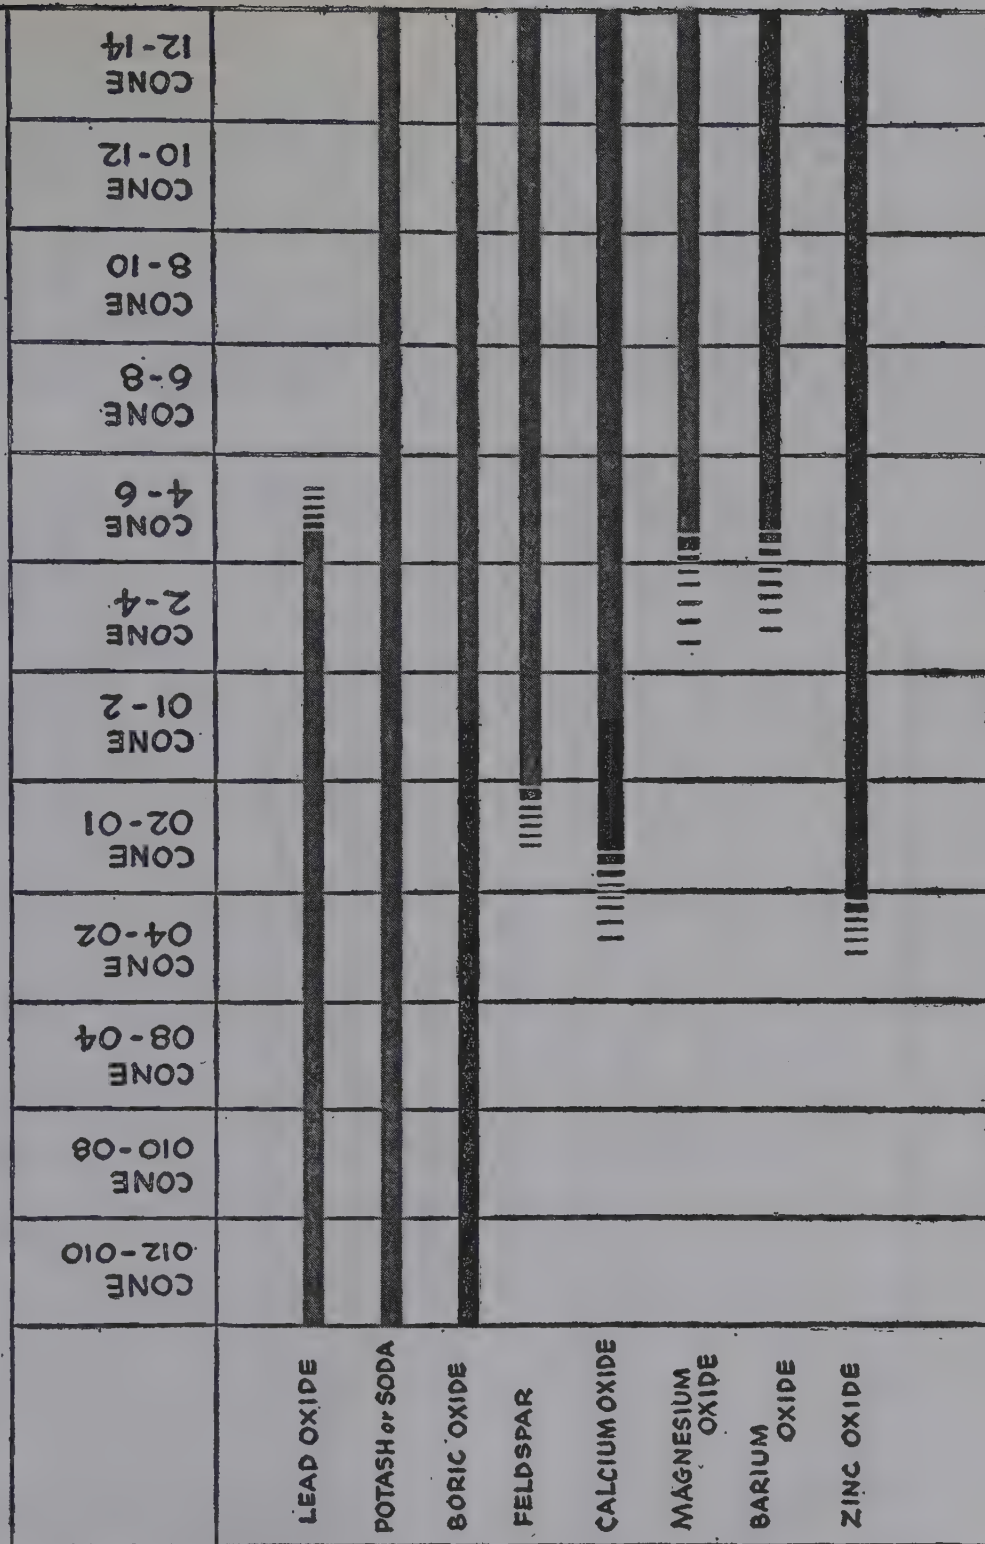 CONE
012-010
CONE
010-08
CONE
08-04
CONE
04-02
CONE
02-01
CONE
01-2
CONE
2-4
CONE
4-6
CONE
6-8
CONE
8-10
CONE
10-12
CONE
12-14
LEAD OXIDE
POTASH or SODA
BORIC OXIDE
FELDSPAR
CALCIUM OXIDE
MAGNESIUM
OXIDE
BARIUM
OXIDE
ZINC OXIDE